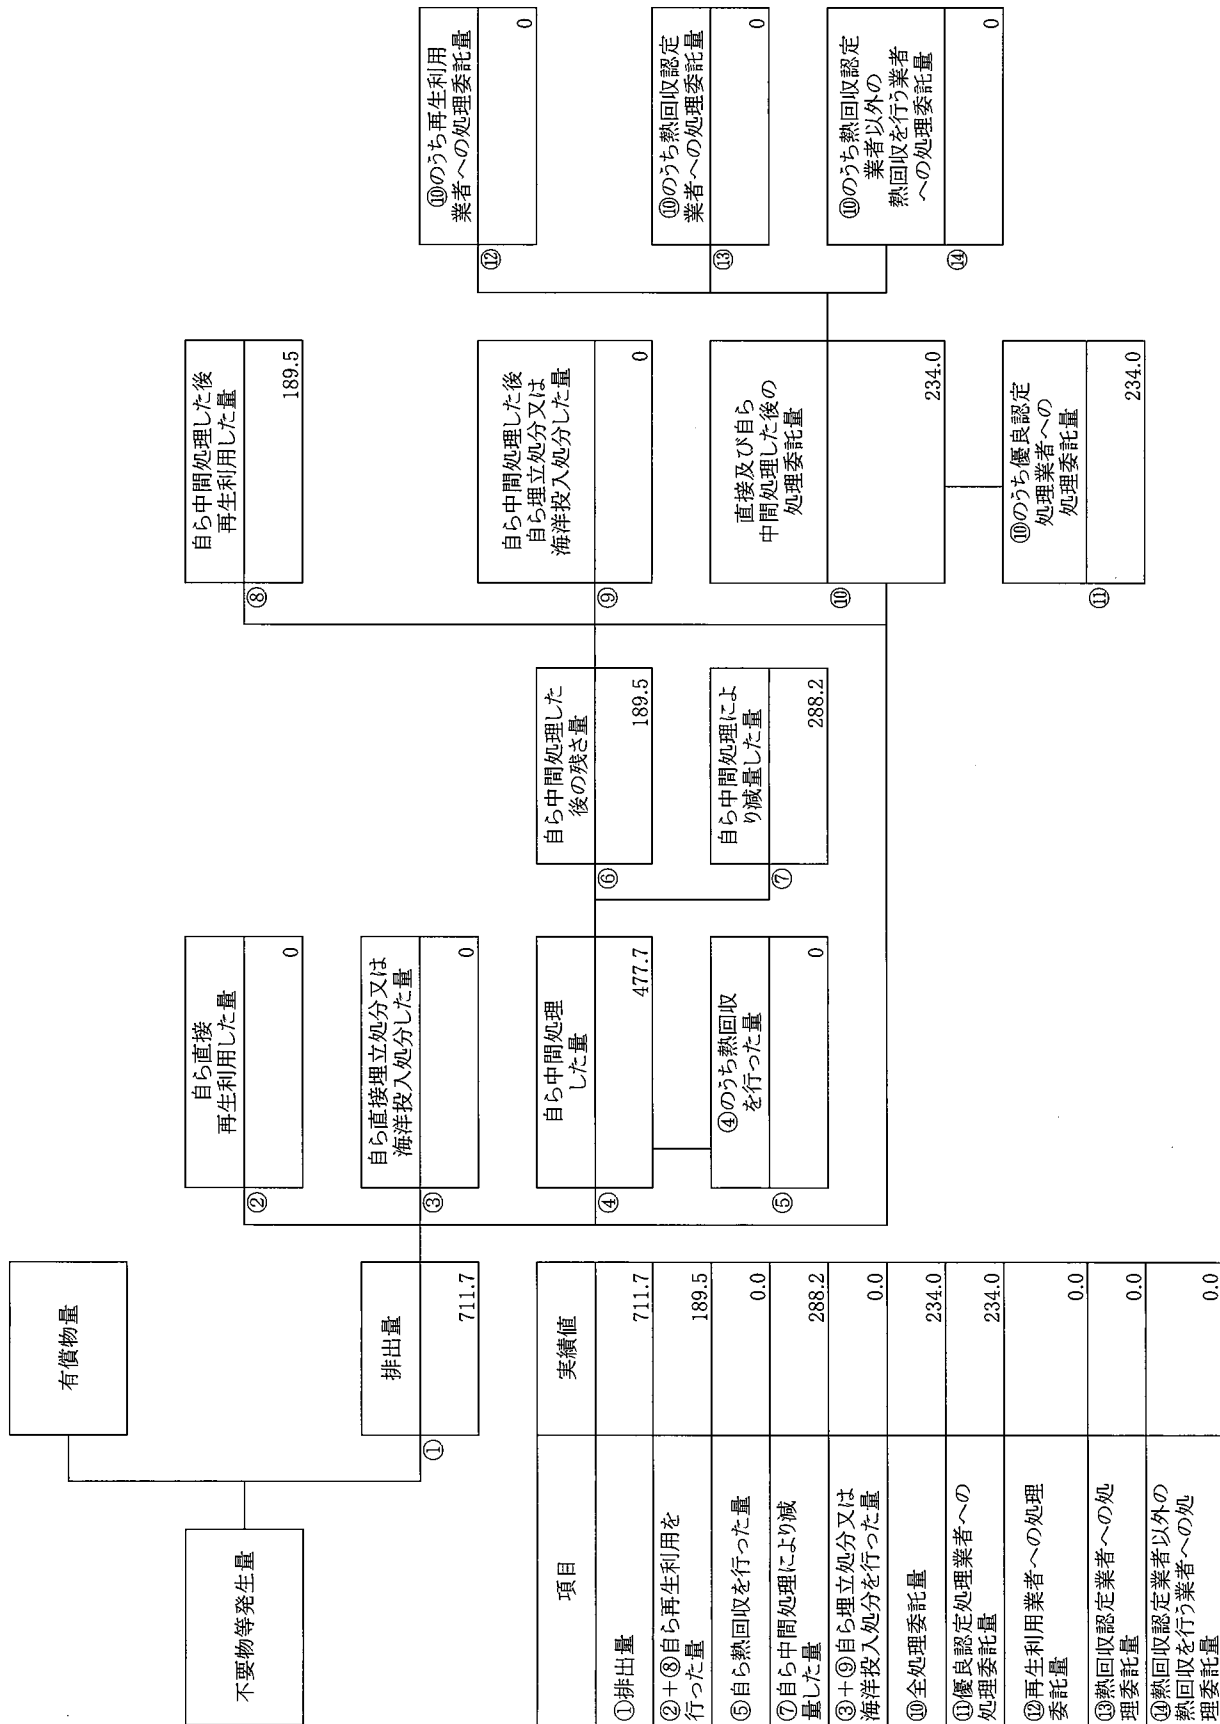 不要物等発生量
有償物量
①
排出量
711.7
②
自ら直接
再生利用した量
0
③
自ら直接埋立処分又は
海洋投入処分した量
0
④
自ら中間処理
した量
477.7
⑤
④のうち熱回収
を行った量
0
⑥
自ら中間処理した
後の残さ量
189.5
⑦
自ら中間処理によ
り減量した量
288.2
⑧
自ら中間処理した後
再生利用した量
189.5
⑨
自ら中間処理した後
自ら埋立処分又は
海洋投入処分した量
0
⑩
直接及び自ら
中間処理した後の
処理委託量
234.0
⑪
⑩のうち優良認定
処理業者への
処理委託量
234.0
⑫
⑩のうち再生利用
業者への処理委託量
0
⑬
⑩のうち熱回収認定
業者への処理委託量
0
⑭
⑩のうち熱回収認定
業者以外の
熱回収を行う業者
への処理委託量
0
項目
実績値
①排出量
711.7
②+⑧自ら再生利用を
行った量
189.5
⑤自ら熱回収を行った量
0.0
⑦自ら中間処理により減
量した量
288.2
③+⑨自ら埋立処分又は
海洋投入処分を行った量
0.0
⑩全処理委託量
234.0
⑪優良認定処理業者への
処理委託量
234.0
⑫再生利用業者への処理
委託量
0.0
⑬熱回収認定業者への処
理委託量
0.0
⑭熱回収認定業者以外の
熱回収を行う業者への処
理委託量
0.0